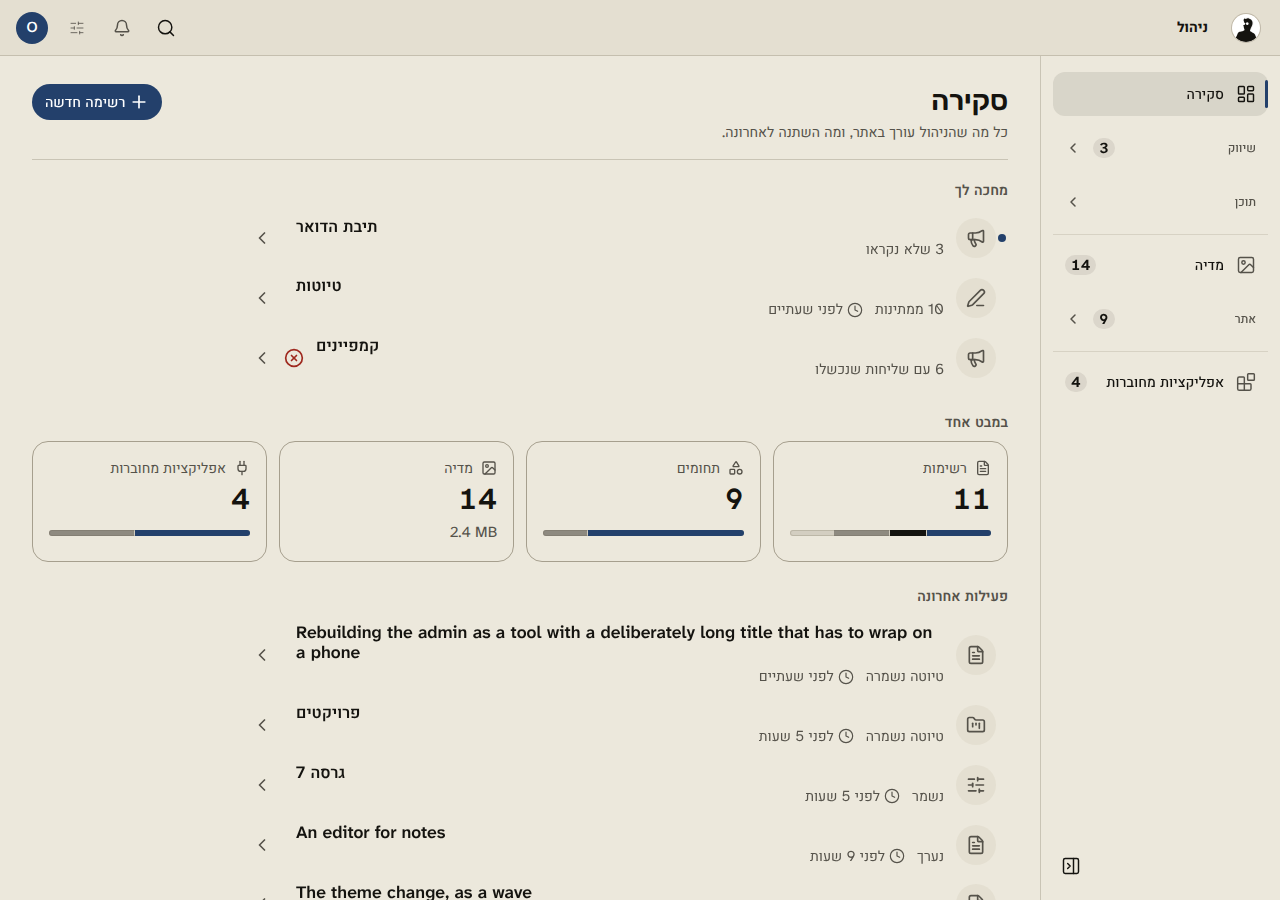 ניהול
O
סקירה
שיווק 3
תוכן
מדיה 14
אתר 9
אפליקציות מחוברות 4
סקירה
רשימה חדשה
כל מה שהניהול עורך באתר, ומה השתנה לאחרונה.
מחכה לך
תיבת הדואר
3 שלא נקראו
טיוטות
10 ממתינות לפני שעתיים
קמפיינים
6 עם שליחות שנכשלו
במבט אחד
רשימות
11
תחומים
9
מדיה
14
2.4 MB
אפליקציות מחוברות
4
פעילות אחרונה
Rebuilding the admin as a tool with a deliberately long title that has to wrap on
a phone
טיוטה נשמרה לפני שעתיים
פרויקטים
טיוטה נשמרה לפני 5 שעות
גרסה 7
נשמר לפני 5 שעות
An editor for notes
נערך לפני 9 שעות
The theme change, as a wave